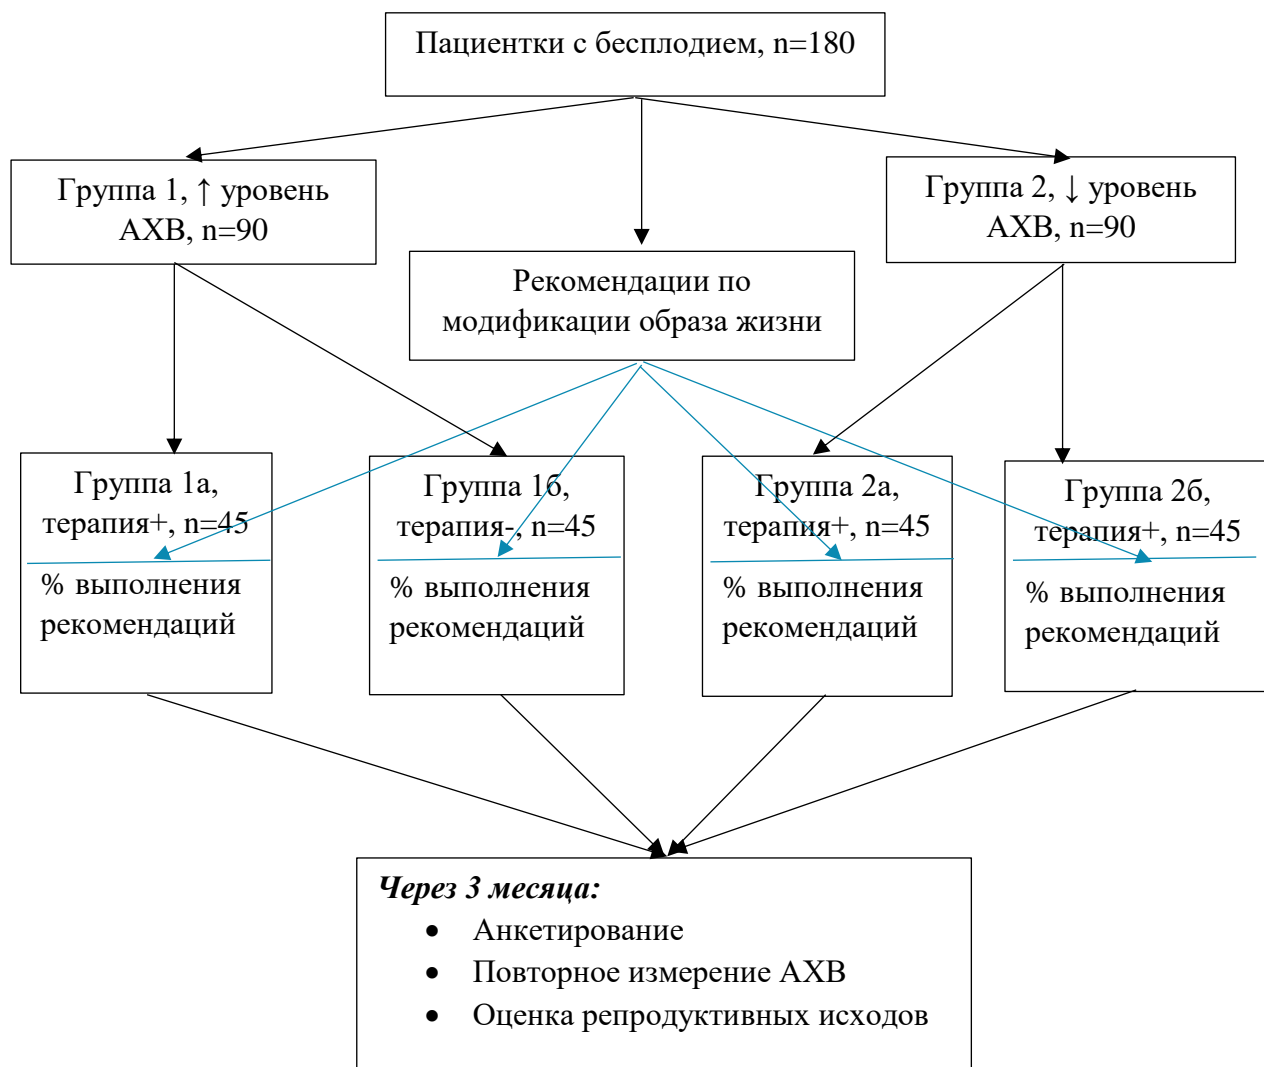 Пациентки с бесплодием, n=180
Группа 1, ↑ уровень
АХВ, n=90
Группа 2, ↓ уровень
АХВ, n=90
Рекомендации по
модификации образа жизни
Группа 1а,
терапия+, n=45
% выполнения
рекомендаций
Группа 1б,
терапия-, n=45
% выполнения
рекомендаций
Группа 2а,
терапия+, n=45
% выполнения
рекомендаций
Группа 2б,
терапия+, n=45
% выполнения
рекомендаций
Через 3 месяца:
• Анкетирование
• Повторное измерение АХВ
• Оценка репродуктивных исходов